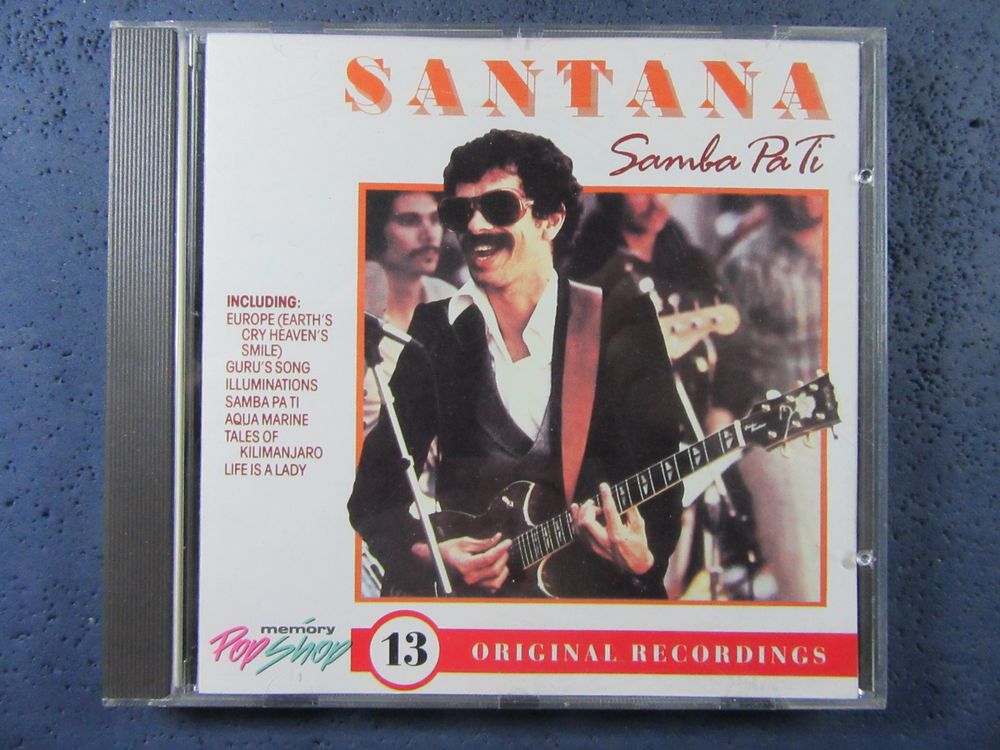 SANTANA
Samba Pa Ti
INCLUDING:
EUROPE (EARTH'S
CRY HEAVEN'S
SMILE)
GURU'S SONG
ILLUMINATIONS
SAMBA PA TI
AQUA MARINE
TALES OF
KILIMANJARO
LIFE IS A LADY
memory
Pop Shop
13
ORIGINAL RECORDINGS